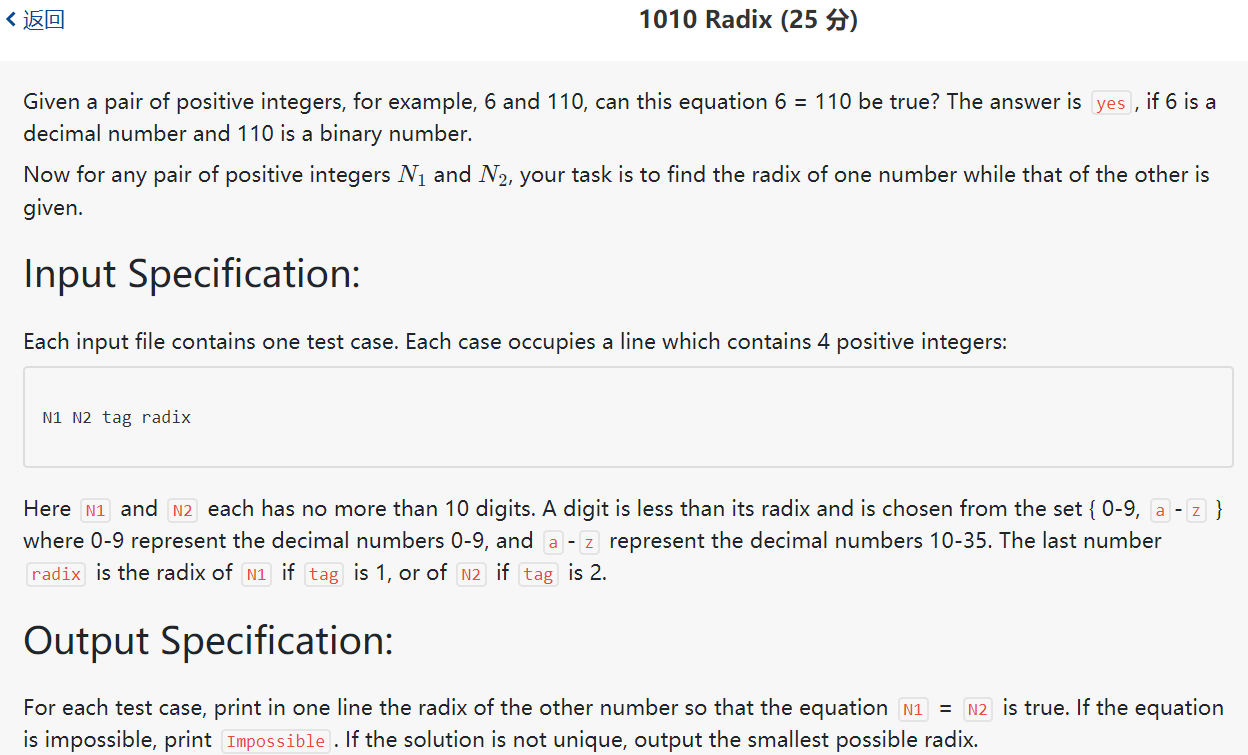 返回
1010 Radix (25 分)
Given a pair of positive integers, for example, 6 and 110, can this equation 6 = 110 be true? The answer is yes, if 6 is a
decimal number and 110 is a binary number.
Now for any pair of positive integers N₁ and N₂, your task is to find the radix of one number while that of the other is
given.
Input Specification:
Each input file contains one test case. Each case occupies a line which contains 4 positive integers:
N1 N2 tag radix
Here N1 and N2 each has no more than 10 digits. A digit is less than its radix and is chosen from the set { 0-9, a-z }
where 0-9 represent the decimal numbers 0-9, and a-z represent the decimal numbers 10-35. The last number
radix is the radix of N1 if tag is 1, or of N2 if tag is 2.
Output Specification:
For each test case, print in one line the radix of the other number so that the equation N1 = N2 is true. If the equation
is impossible, print Impossible. If the solution is not unique, output the smallest possible radix.